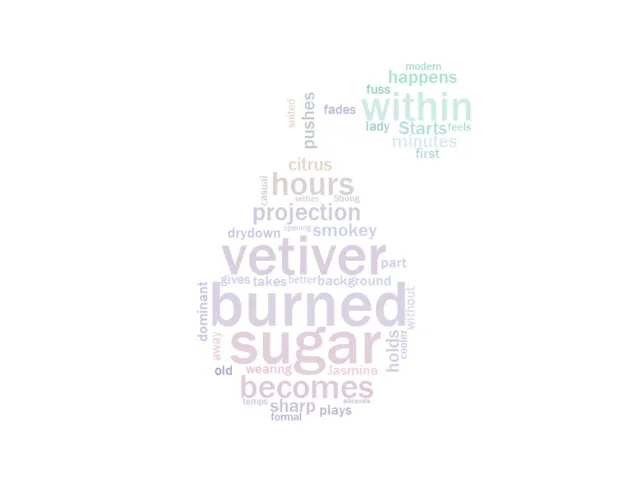 modern
happens
fuss
within
lady Starts feels
minutes
first
suited
pushes
fades
citrus
casual
hours
settles Strong
projection
opening
drydown smokey
vetiver
part
gives takes better background
dominant
burned
without
sugar
away
holds
cooler
old wearing Jasmine
becomes
temps adequate
sharp plays
formal